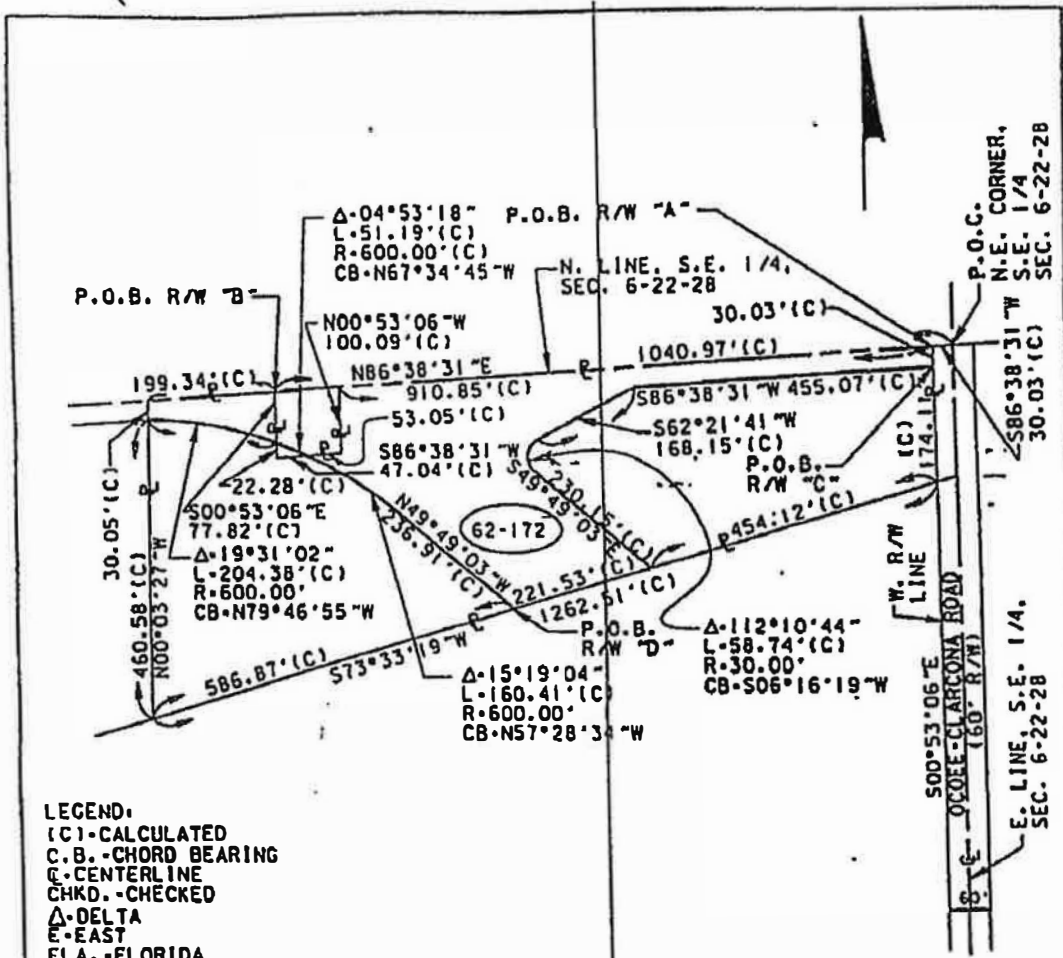 Δ·04°53'18"
L·51.19'(C)
R·600.00'(C)
CB·N67°34'45"W
P.O.B. R/W "A"
N. LINE, S.E. 1/4,
SEC. 6-22-28
P.O.C.
N.E. CORNER,
S.E. 1/4
SEC. 6-22-28
P.O.B. R/W "B"
N00°53'06"W
100.09'(C)
30.03'(C)
1040.97'(C)
S86°38'31"W
30.03'(C)
199.34'(C)
N86°38'31"E
910.85'(C)
53.05'(C)
S86°38'31"W 455.07'(C)
S86°38'31"W
47.04'(C)
S62°21'41"W
168.15'(C)
P.O.B.
R/W "C"
174.11
(C)
30.05'(C)
22.28'(C)
S00°53'06"E
77.82'(C)
N49°49'03"W
236.91'(C)
62-172
230.15'(C)
S49°49'03"E
454.12'(C)
Δ·19°31'02"
L·204.38'(C)
R·600.00'
CB·N79°46'55"W
460.58'(C)
N00°03'27"W
221.53'(C)
1262.51'(C)
W. R/W
LINE
P.O.B.
R/W "D"
586.87'(C)
S73°33'19"W
Δ·15°19'04"
L·160.41'(C)
R·600.00'
CB·N57°28'34"W
Δ·112°10'44"
L·58.74'(C)
R·30.00'
CB·S06°16'19"W
S00°53'06"E
OCOEE-CLARCONA ROAD
(60' R/W)
E. LINE, S.E. 1/4,
SEC. 6-22-28
60'
LEGEND:
(C)·CALCULATED
C.B.·CHORD BEARING
℄·CENTERLINE
CHKD.·CHECKED
Δ·DELTA
E·EAST
FLA.·FLORIDA